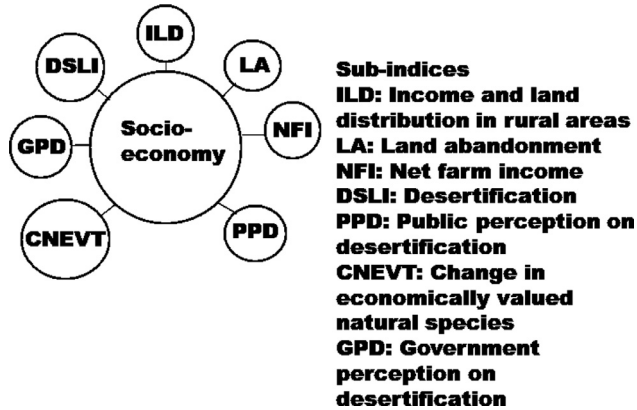 ILD
DSLI
LA
Socio-
economy
NFI
GPD
CNEVT
PPD
Sub-indices
ILD: Income and land
distribution in rural areas
LA: Land abandonment
NFI: Net farm income
DSLI: Desertification
PPD: Public perception on
desertification
CNEVT: Change in
economically valued
natural species
GPD: Government
perception on
desertification